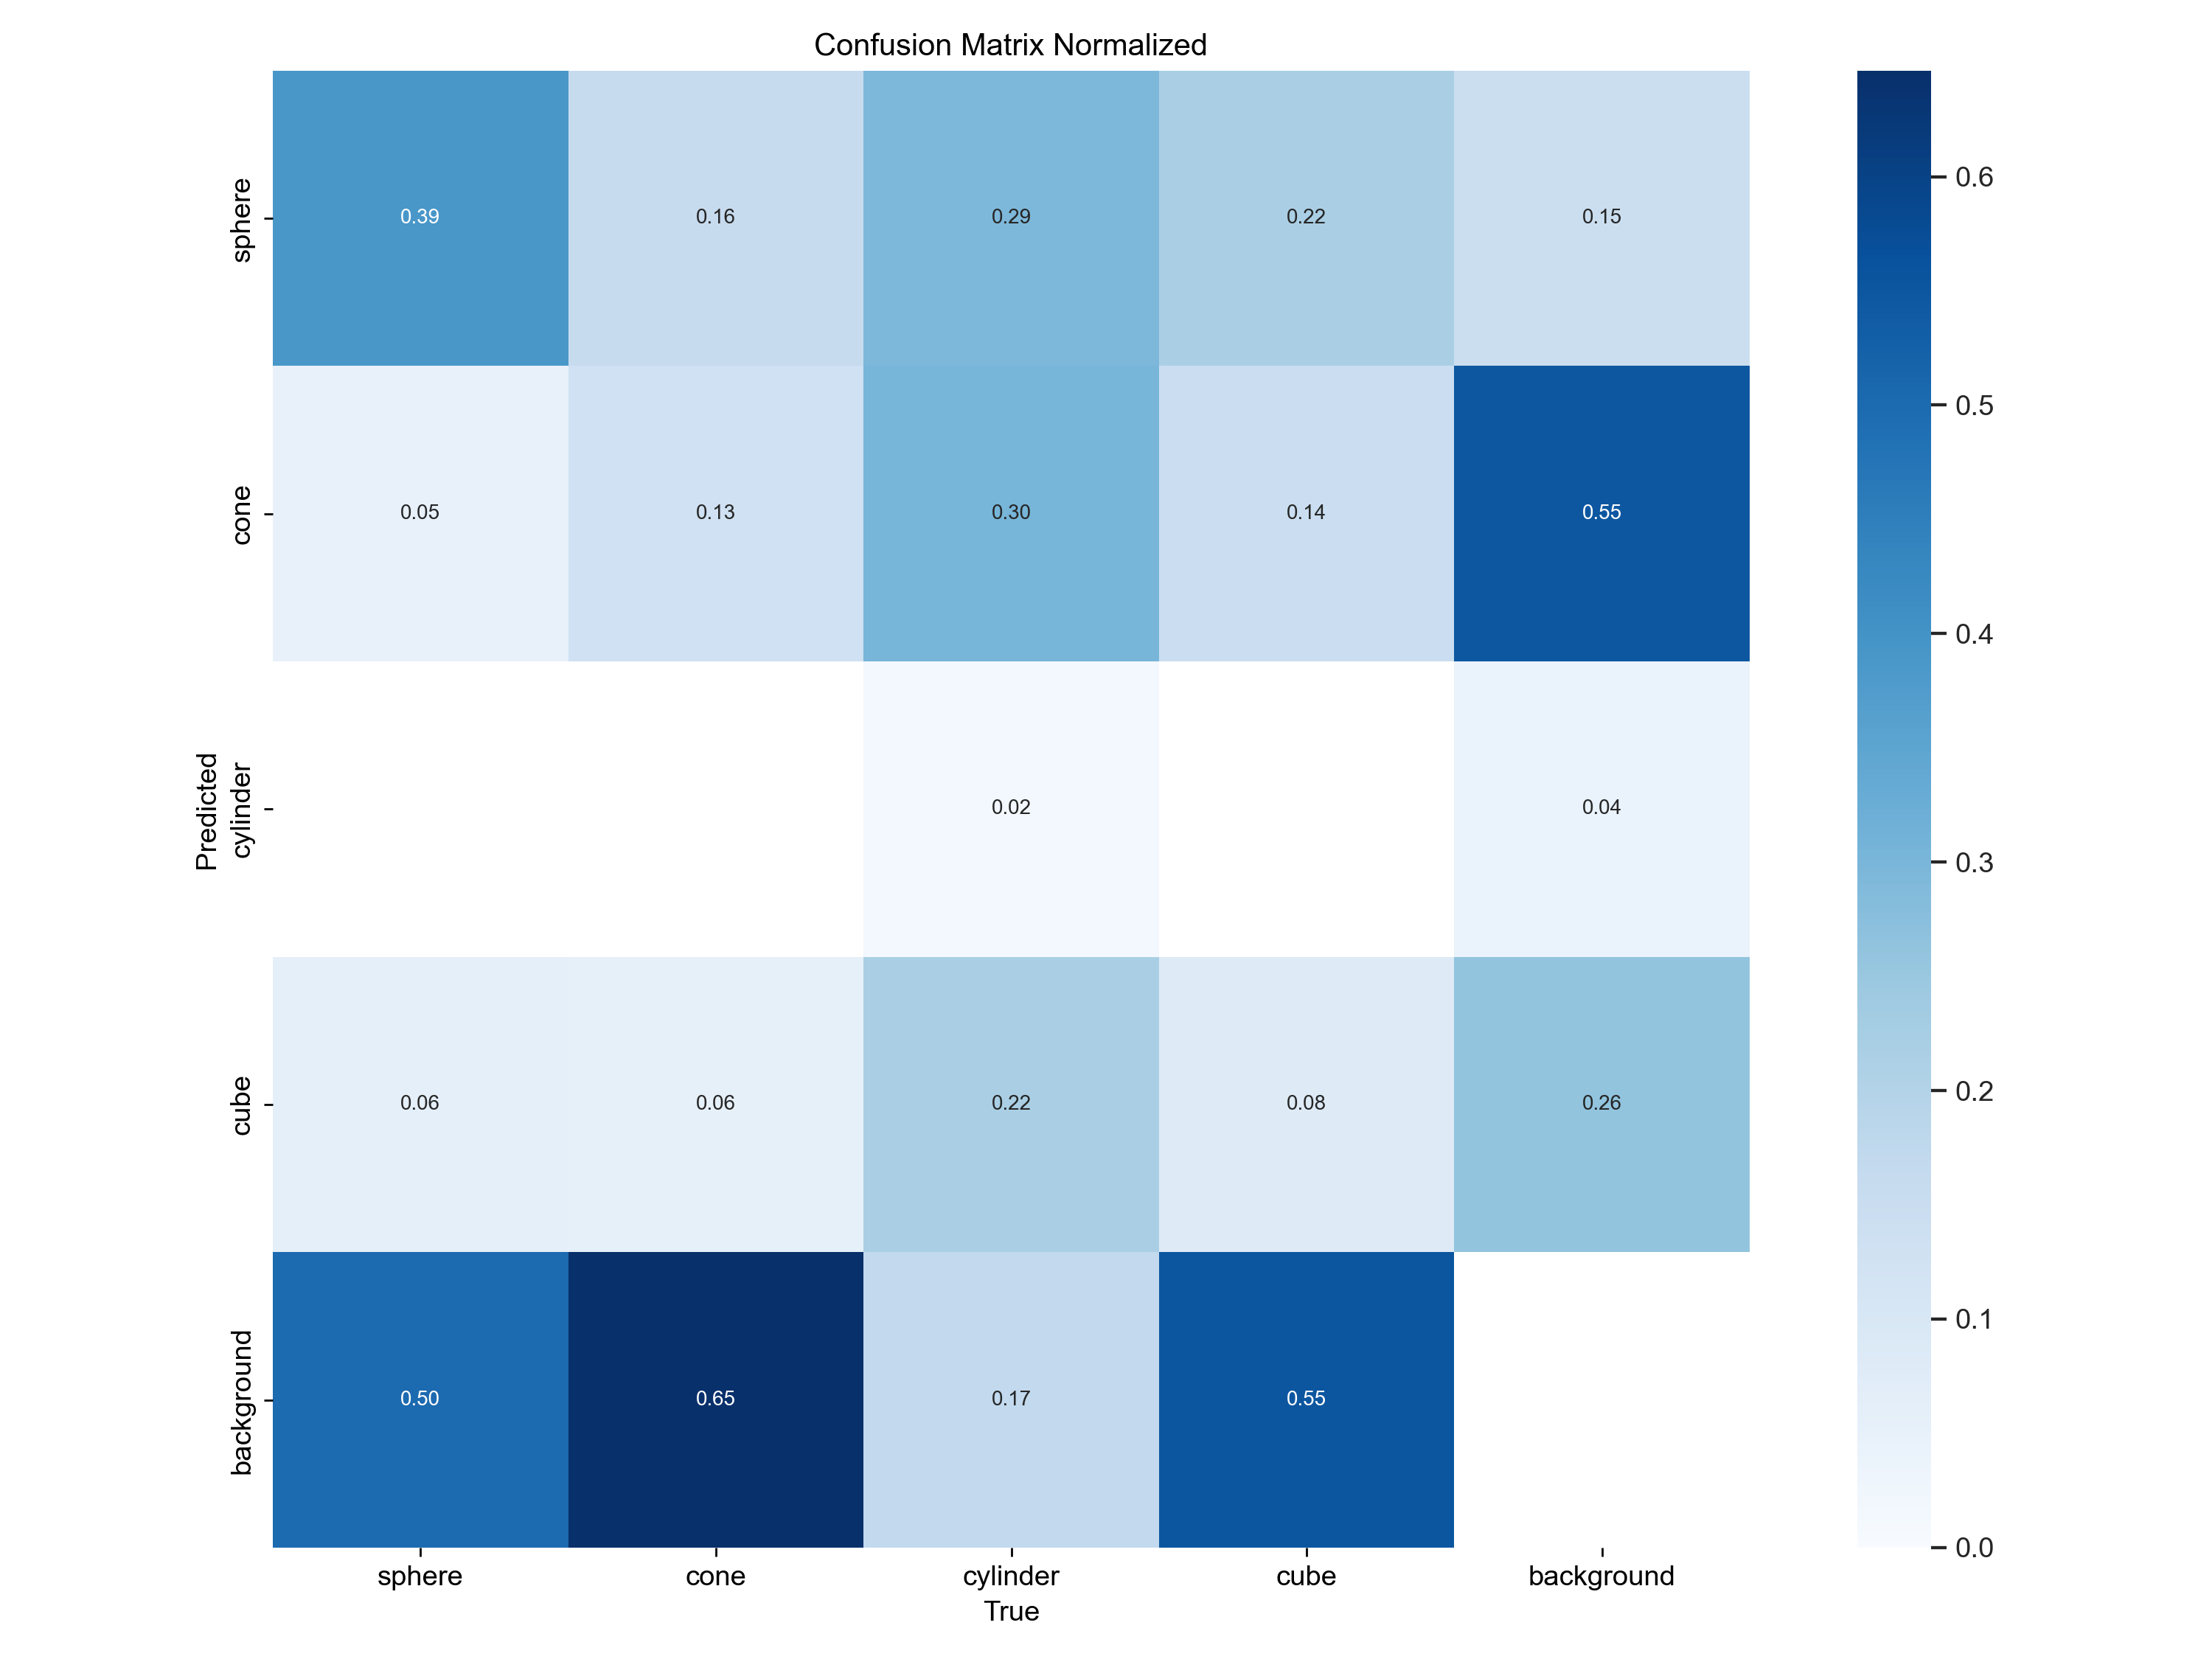 Confusion Matrix Normalized
sphere
0.39 0.16 0.29 0.22 0.15
cone
0.05 0.13 0.30 0.14 0.55
Predicted
cylinder
0.02 0.04
cube
0.06 0.06 0.22 0.08 0.26
background
0.50 0.65 0.17 0.55
sphere cone cylinder cube background
True
0.6
0.5
0.4
0.3
0.2
0.1
0.0